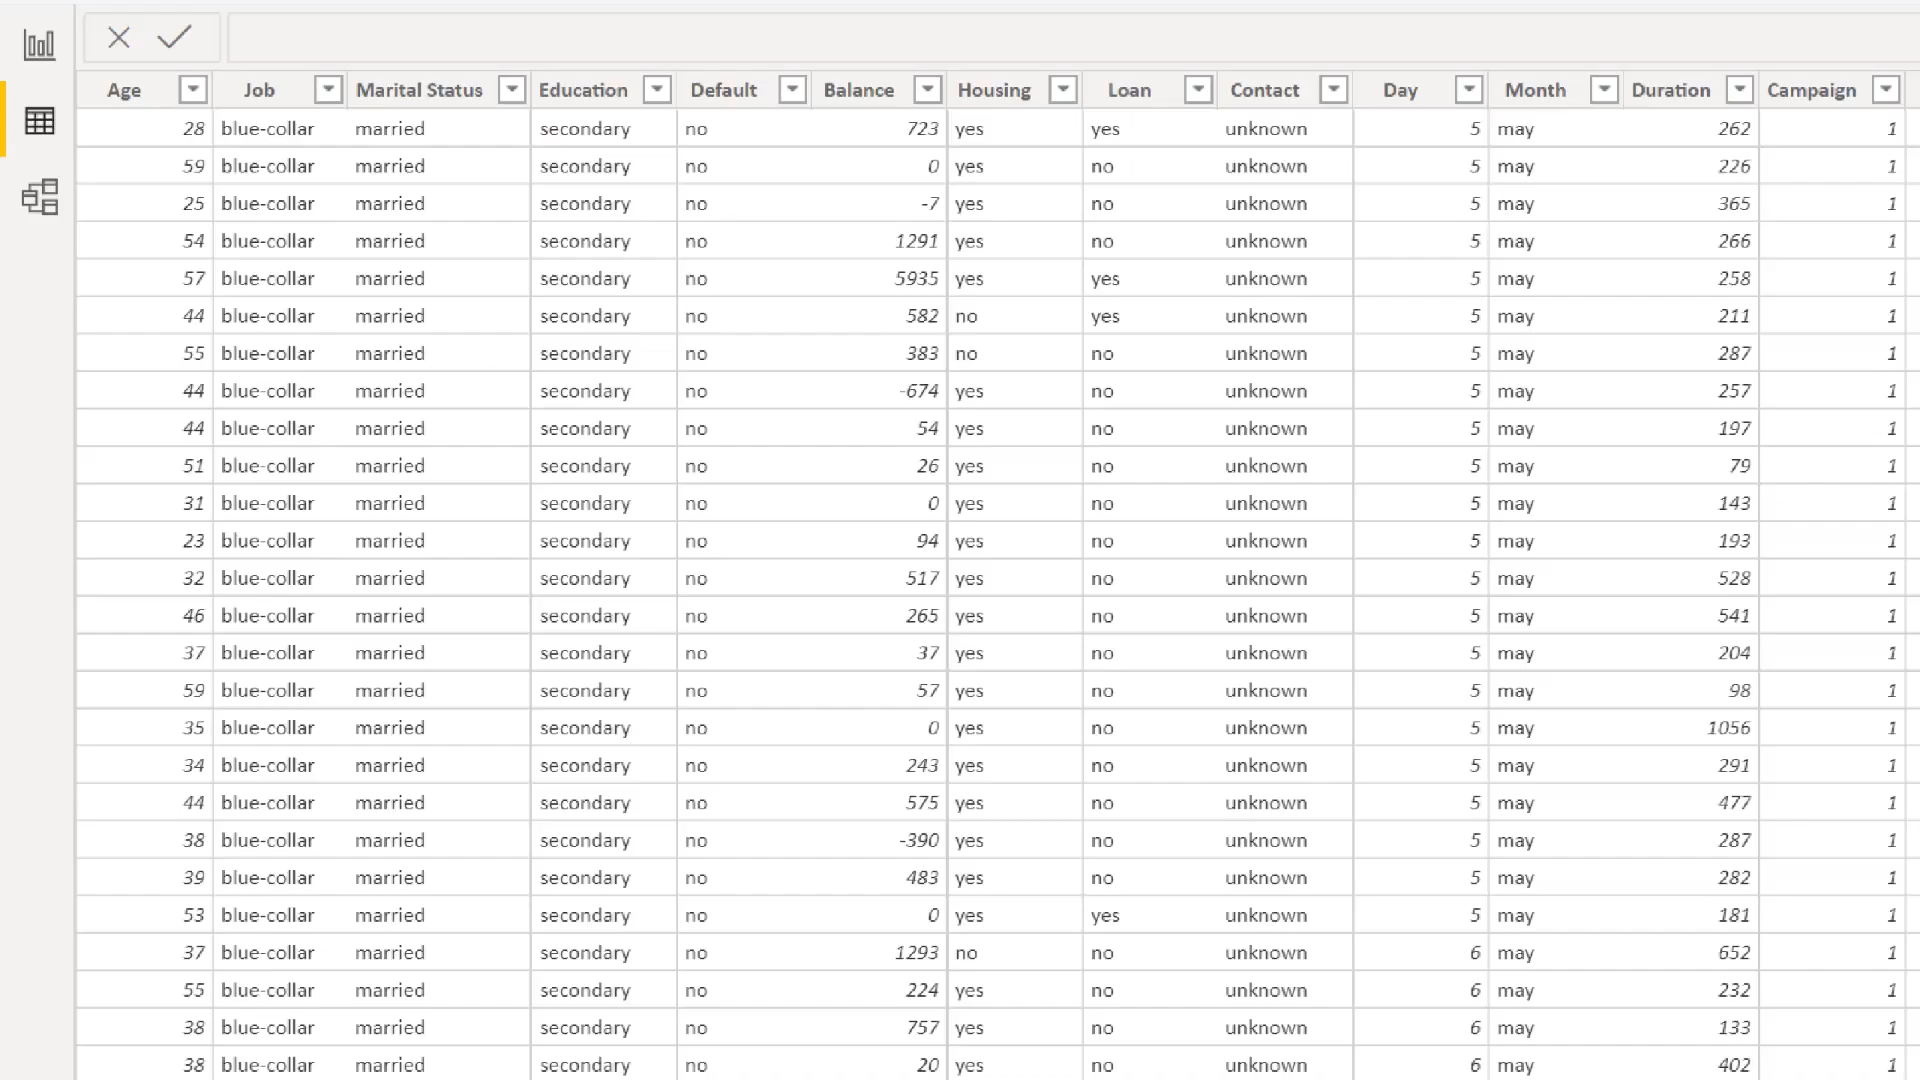 Age Job Marital Status Education Default Balance Housing Loan Contact Day Month Duration Campaign
28 blue-collar married secondary no 723 yes yes unknown 5 may 262 1
59 blue-collar married secondary no 0 yes no unknown 5 may 226 1
25 blue-collar married secondary no -7 yes no unknown 5 may 365 1
54 blue-collar married secondary no 1291 yes no unknown 5 may 266 1
57 blue-collar married secondary no 5935 yes yes unknown 5 may 258 1
44 blue-collar married secondary no 582 no yes unknown 5 may 211 1
55 blue-collar married secondary no 383 no no unknown 5 may 287 1
44 blue-collar married secondary no -674 yes no unknown 5 may 257 1
44 blue-collar married secondary no 54 yes no unknown 5 may 197 1
51 blue-collar married secondary no 26 yes no unknown 5 may 79 1
31 blue-collar married secondary no 0 yes no unknown 5 may 143 1
23 blue-collar married secondary no 94 yes no unknown 5 may 193 1
32 blue-collar married secondary no 517 yes no unknown 5 may 528 1
46 blue-collar married secondary no 265 yes no unknown 5 may 541 1
37 blue-collar married secondary no 37 yes no unknown 5 may 204 1
59 blue-collar married secondary no 57 yes no unknown 5 may 98 1
35 blue-collar married secondary no 0 yes no unknown 5 may 1056 1
34 blue-collar married secondary no 243 yes no unknown 5 may 291 1
44 blue-collar married secondary no 575 yes no unknown 5 may 477 1
38 blue-collar married secondary no -390 yes no unknown 5 may 287 1
39 blue-collar married secondary no 483 yes no unknown 5 may 282 1
53 blue-collar married secondary no 0 yes yes unknown 5 may 181 1
37 blue-collar married secondary no 1293 no no unknown 6 may 652 1
55 blue-collar married secondary no 224 yes no unknown 6 may 232 1
38 blue-collar married secondary no 757 yes no unknown 6 may 133 1
38 blue-collar married secondary no 20 yes no unknown 6 may 402 1